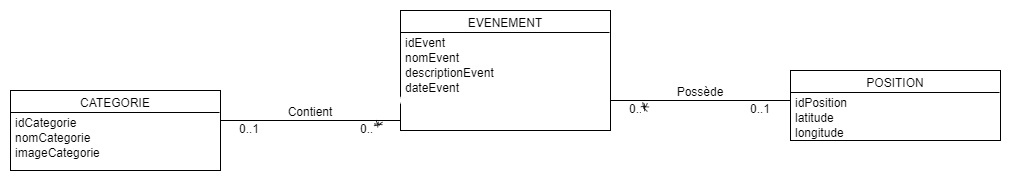 EVENEMENT
idEvent
nomEvent
descriptionEvent
dateEvent
CATEGORIE
idCategorie
nomCategorie
imageCategorie
Contient
0..1
0..*
Possède
0..*
0..1
POSITION
idPosition
latitude
longitude